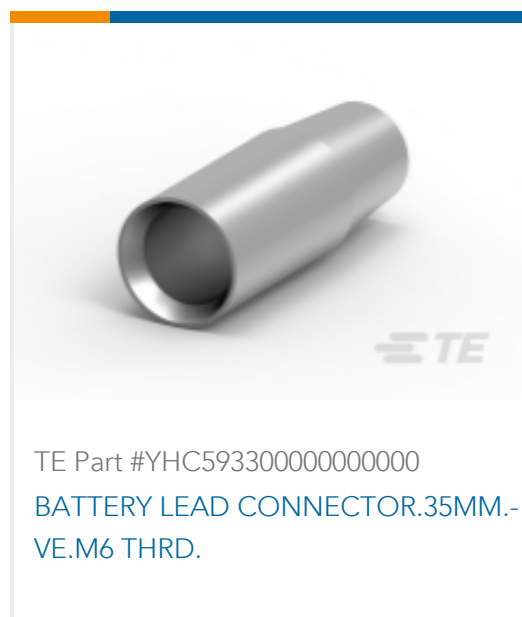 TE
TE Part #YHC593300000000000
BATTERY LEAD CONNECTOR.35MM.-
VE.M6 THRD.